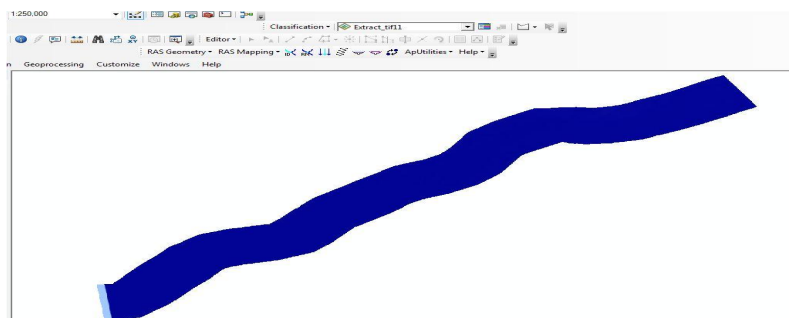 1:250,000
Classification Extract_tif11
Editor
RAS Geometry RAS Mapping ApUtilities Help
n Geoprocessing Customize Windows Help